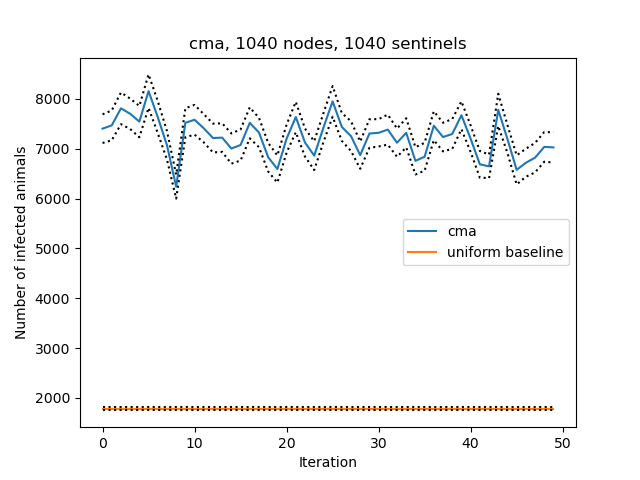 cma, 1040 nodes, 1040 sentinels
Number of infected animals
8000
7000
6000
5000
4000
3000
2000
cma
uniform baseline
0 10 20 30 40 50
Iteration